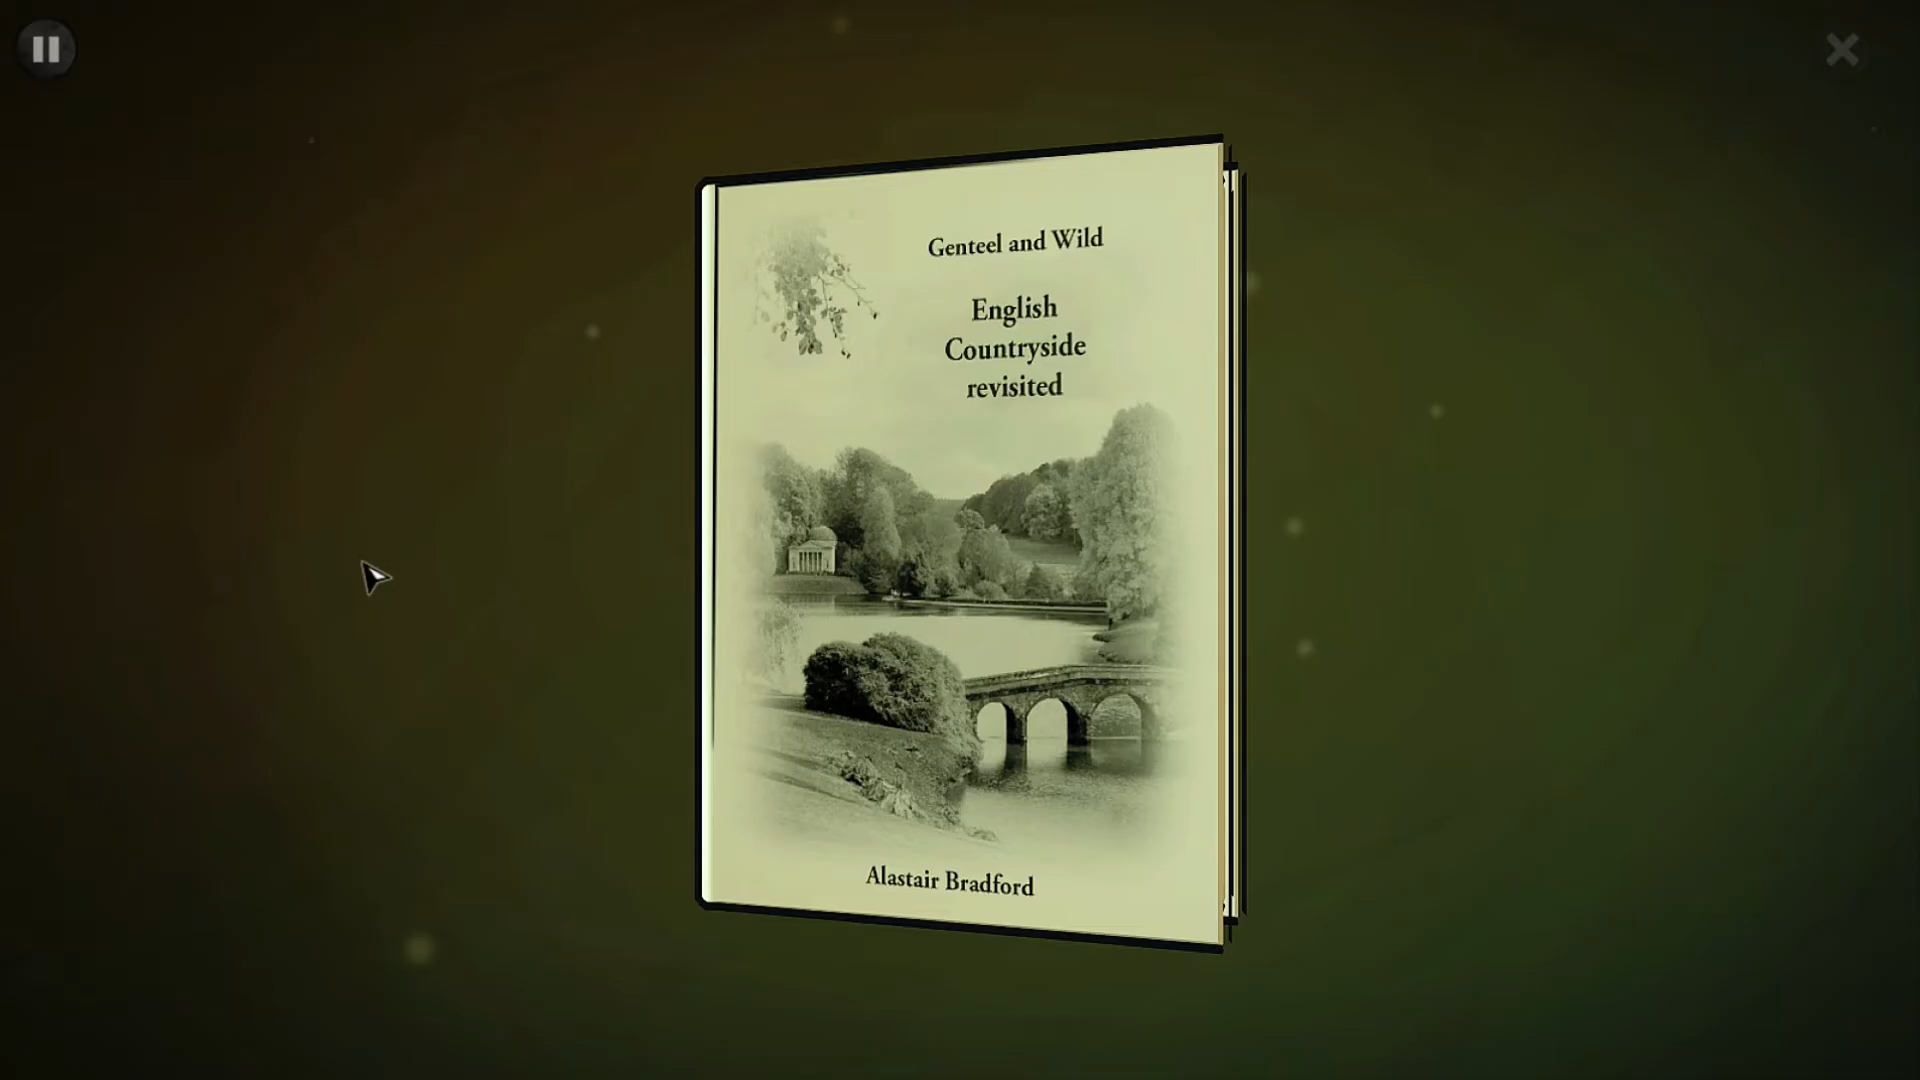 Genteel and Wild
English
Countryside
revisited
Alastair Bradford